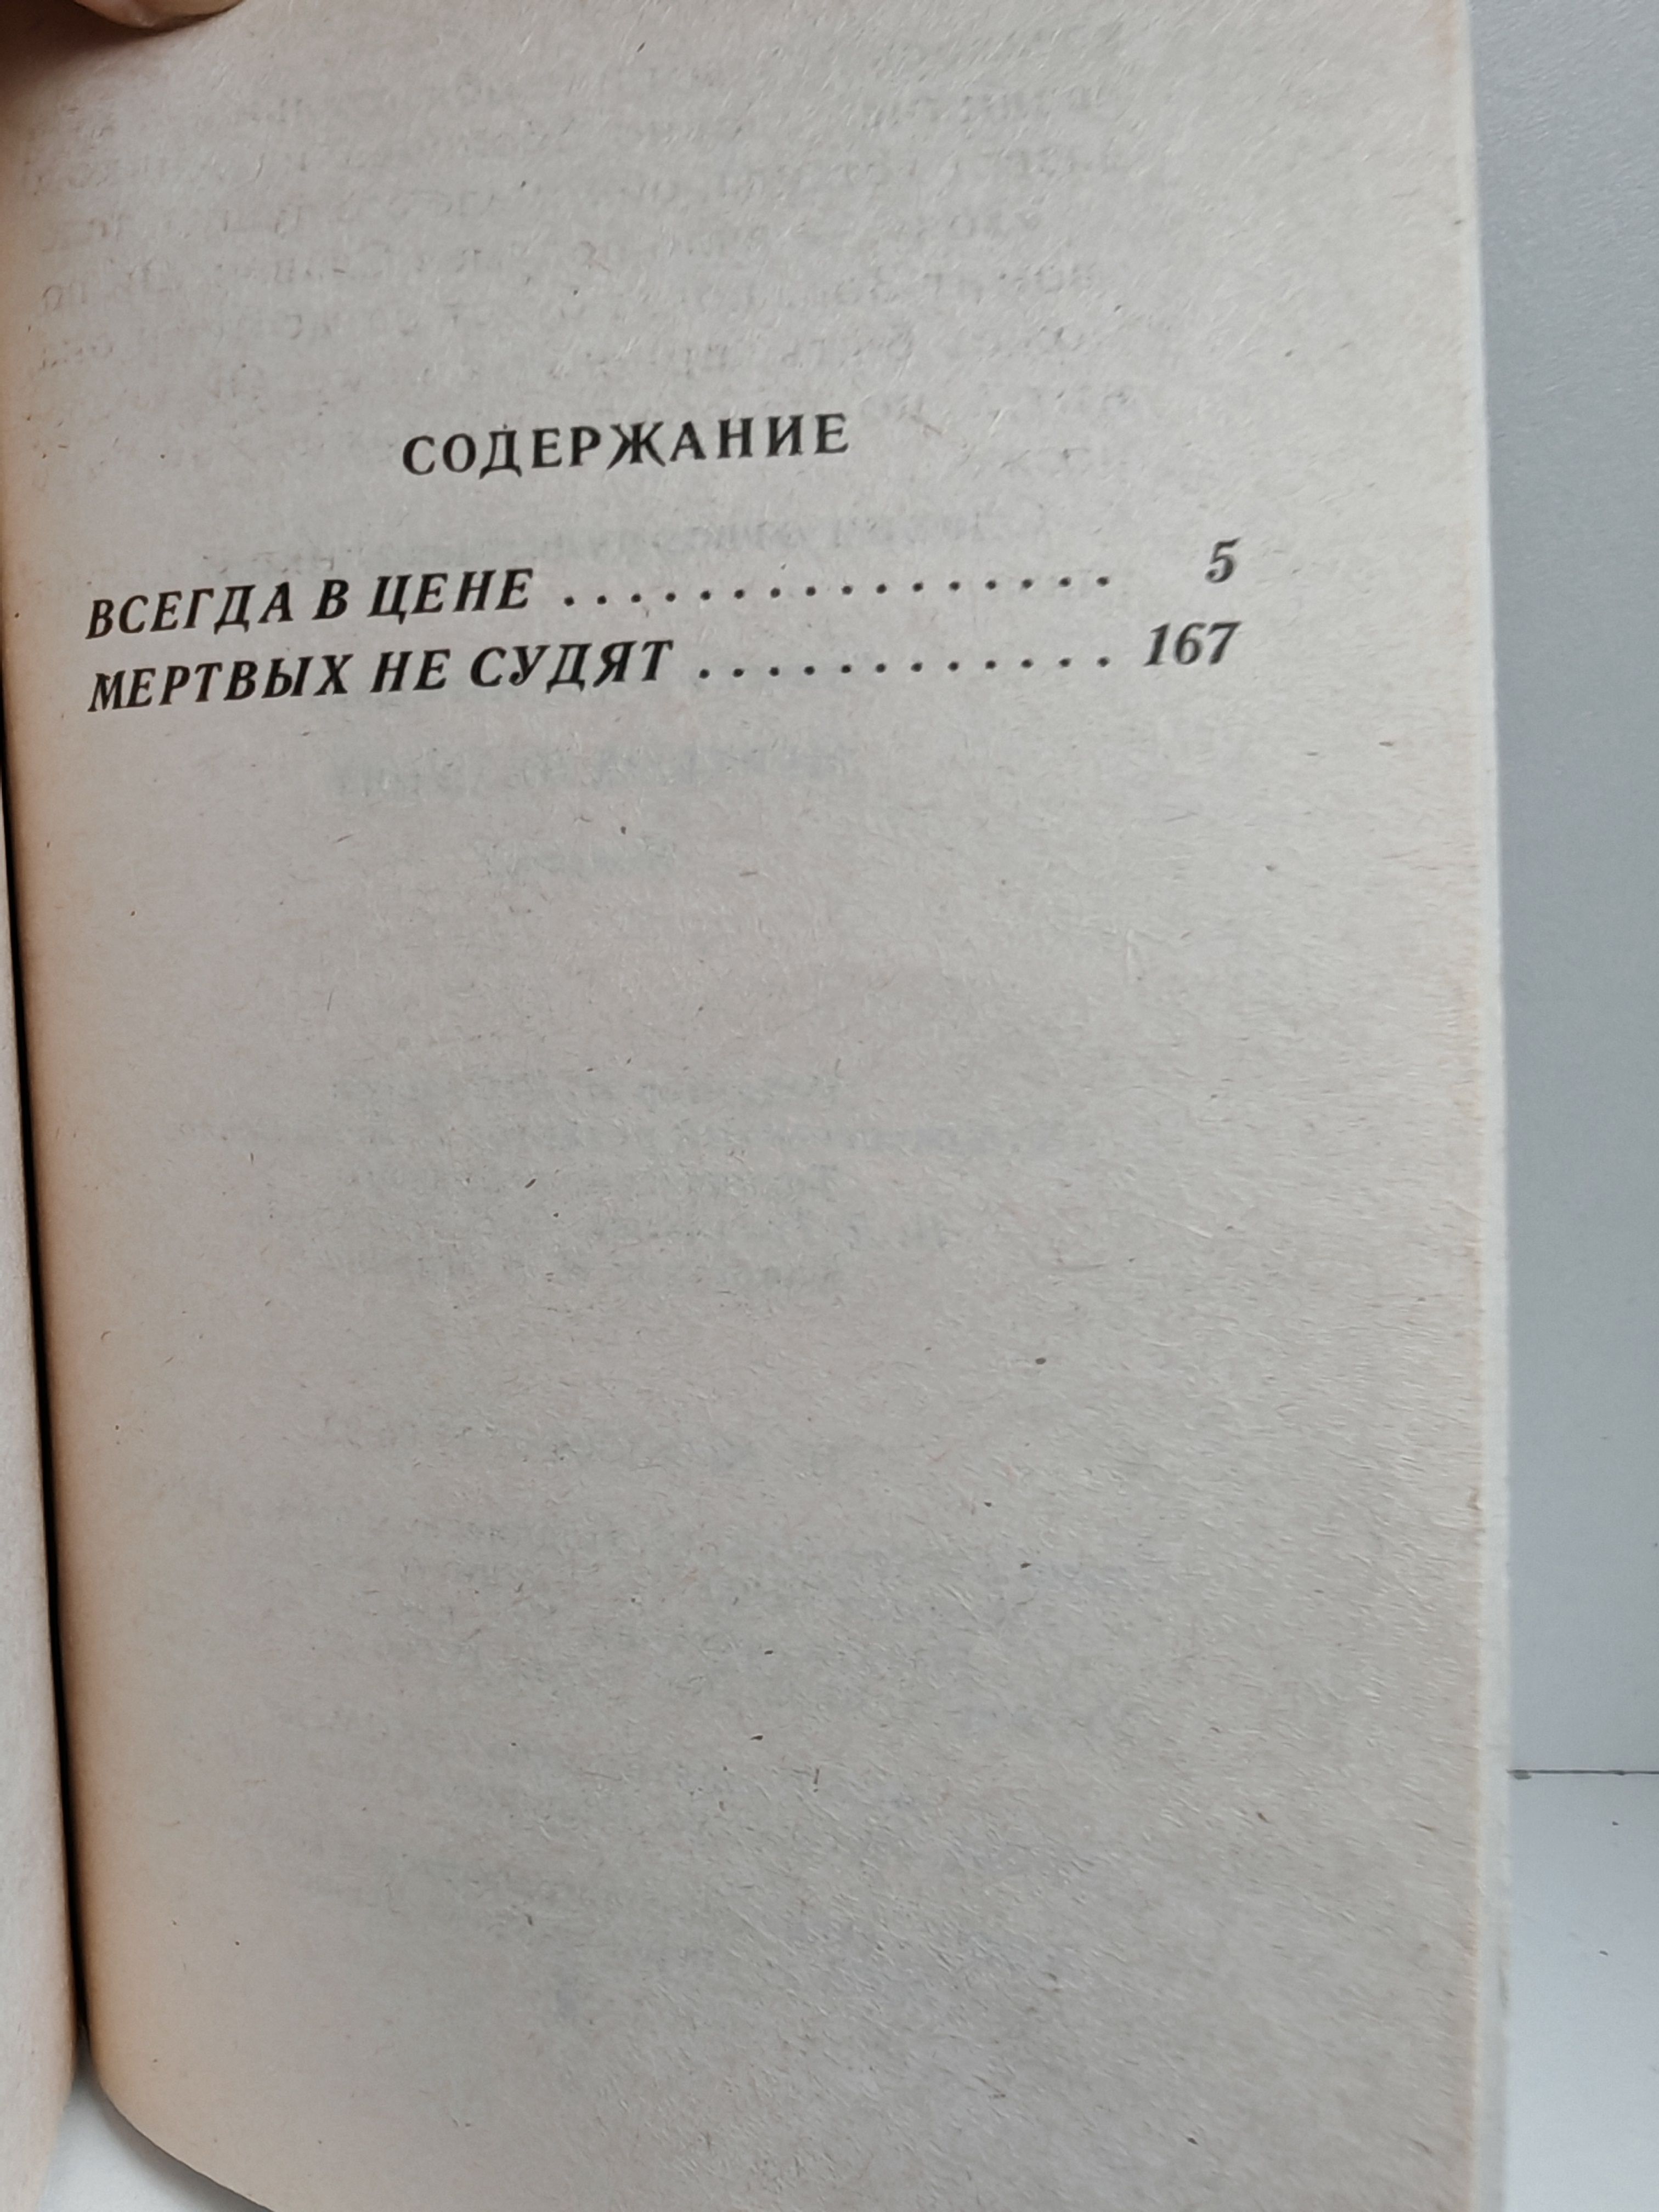 СОДЕРЖАНИЕ
ВСЕГДА В ЦЕНЕ . . . . . . . . . . . . . . . . . 5
МЕРТВЫХ НЕ СУДЯТ . . . . . . . . . . . . . 167